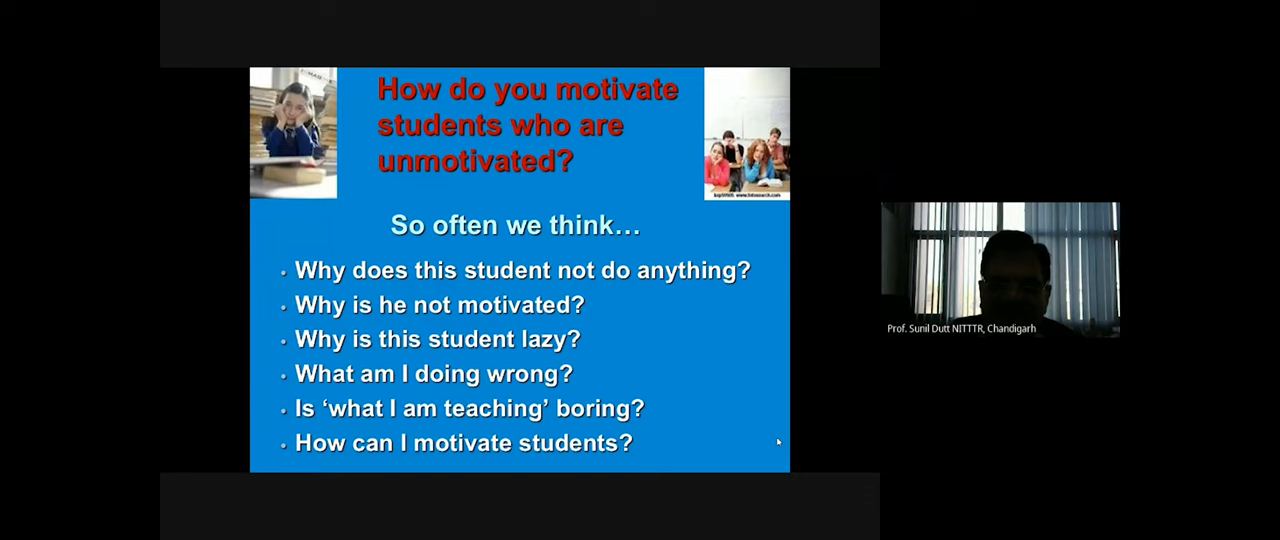 How do you motivate
students who are
unmotivated?
So often we think…
• Why does this student not do anything?
• Why is he not motivated?
• Why is this student lazy?
• What am I doing wrong?
• Is ‘what I am teaching’ boring?
• How can I motivate students?
Prof. Sunil Dutt NITTTR, Chandigarh